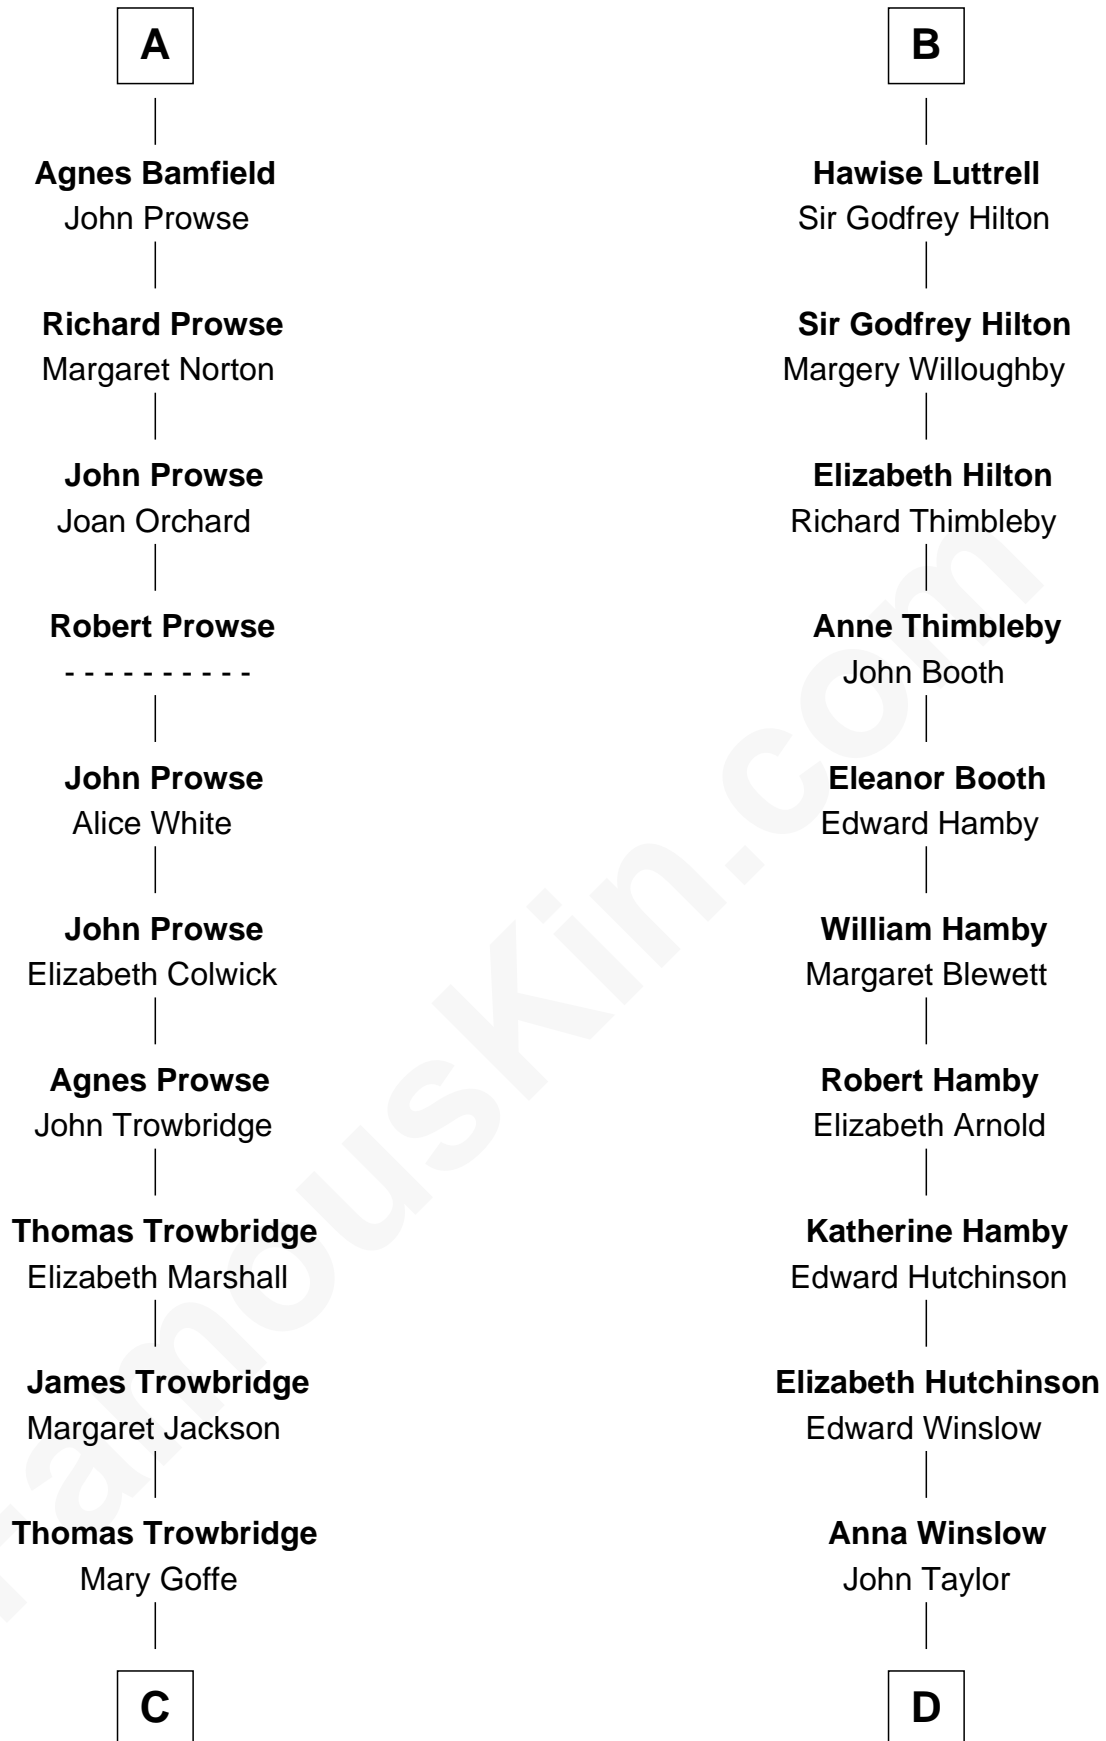 A
Agnes Bamfield
John Prowse
Richard Prowse
Margaret Norton
John Prowse
Joan Orchard
Robert Prowse
- - - - - - - - - -
John Prowse
Alice White
John Prowse
Elizabeth Colwick
Agnes Prowse
John Trowbridge
Thomas Trowbridge
Elizabeth Marshall
James Trowbridge
Margaret Jackson
Thomas Trowbridge
Mary Goffe
C
B
Hawise Luttrell
Sir Godfrey Hilton
Sir Godfrey Hilton
Margery Willoughby
Elizabeth Hilton
Richard Thimbleby
Anne Thimbleby
John Booth
Eleanor Booth
Edward Hamby
William Hamby
Margaret Blewett
Robert Hamby
Elizabeth Arnold
Katherine Hamby
Edward Hutchinson
Elizabeth Hutchinson
Edward Winslow
Anna Winslow
John Taylor
D
FamousKin.com